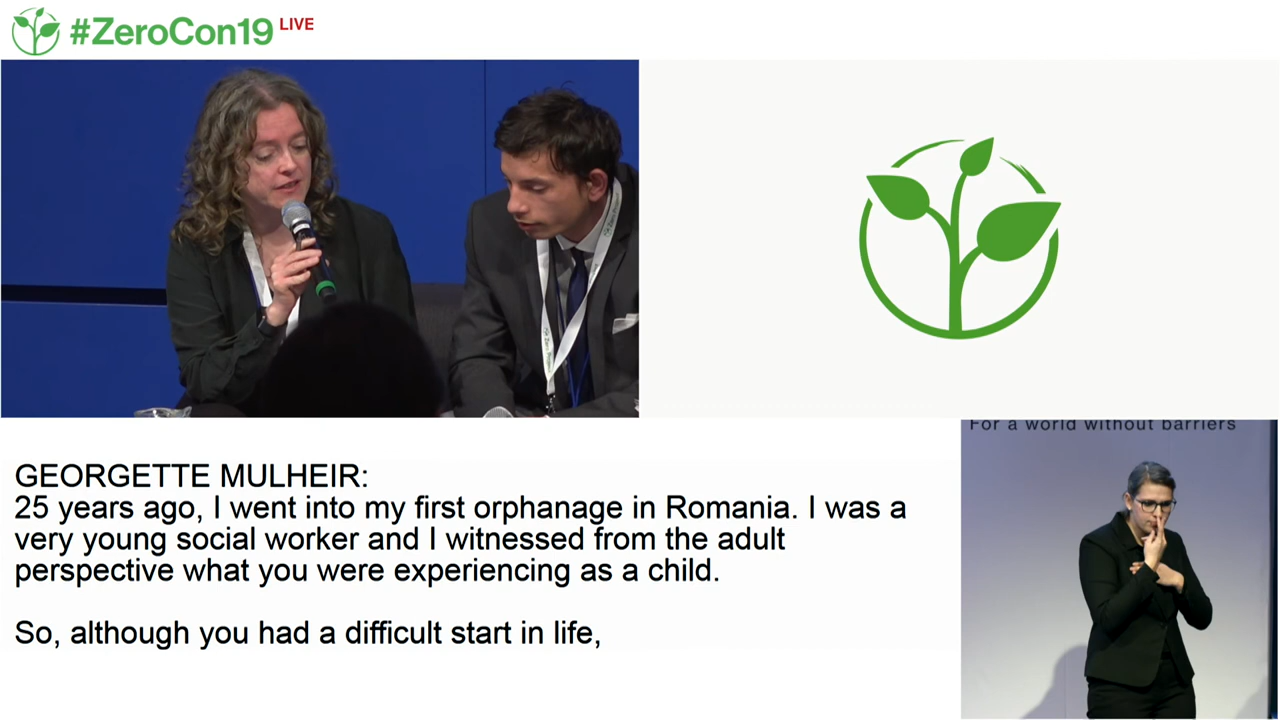 #ZeroCon19 LIVE
For a world without barriers
GEORGETTE MULHEIR:
25 years ago, I went into my first orphanage in Romania. I was a
very young social worker and I witnessed from the adult
perspective what you were experiencing as a child.
So, although you had a difficult start in life,